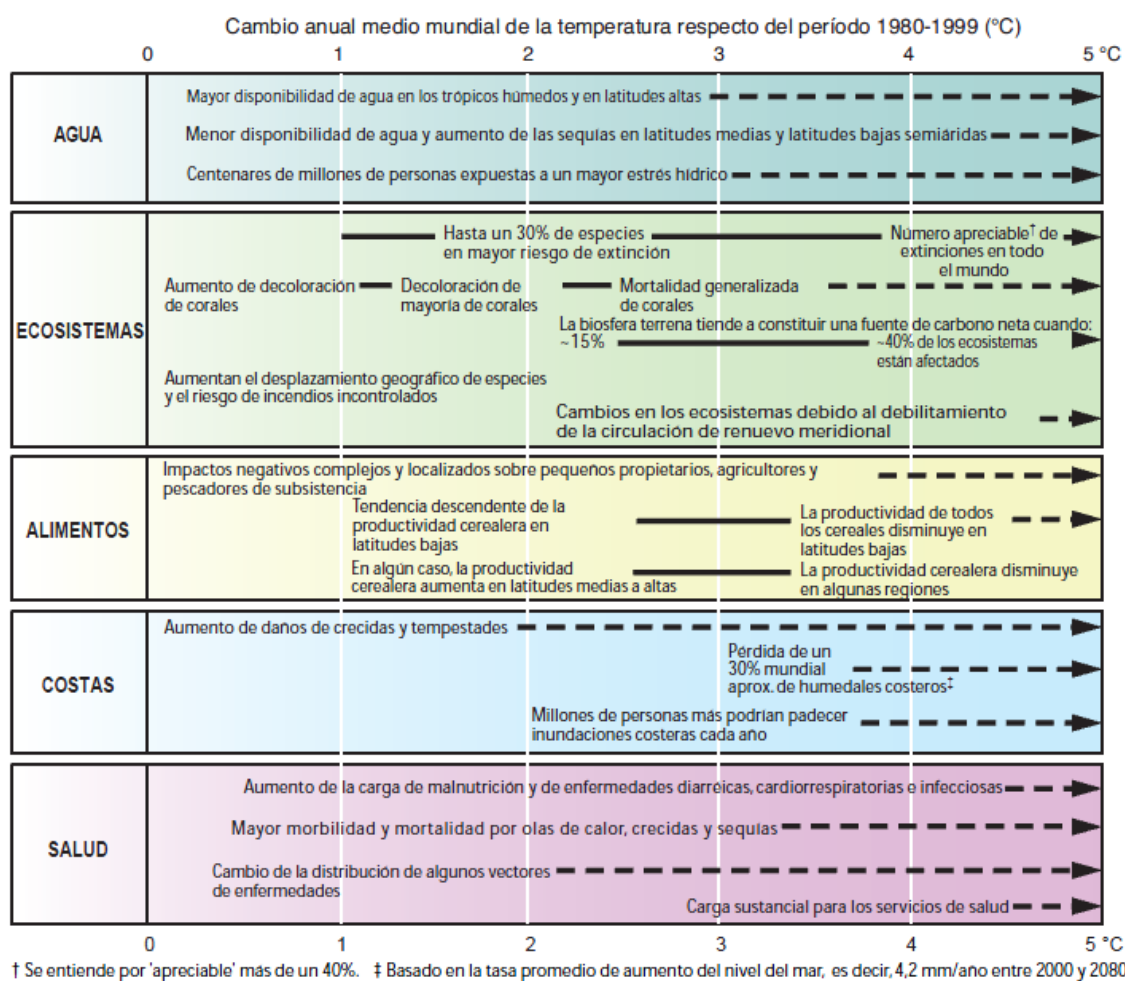 Cambio anual medio mundial de la temperatura respecto del período 1980-1999 (°C)
0 1 2 3 4 5 °C
AGUA
Mayor disponibilidad de agua en los trópicos húmedos y en latitudes altas
Menor disponibilidad de agua y aumento de las sequías en latitudes medias y latitudes bajas semiáridas
Centenares de millones de personas expuestas a un mayor estrés hídrico
ECOSISTEMAS
Hasta un 30% de especies
en mayor riesgo de extinción
Número apreciable† de
extinciones en todo
el mundo
Aumento de decoloración
de corales
Decoloración de
mayoría de corales
Mortalidad generalizada
de corales
La biosfera terrena tiende a constituir una fuente de carbono neta cuando:
~15%
~40% de los ecosistemas
están afectados
Aumentan el desplazamiento geográfico de especies
y el riesgo de incendios incontrolados
Cambios en los ecosistemas debido al debilitamiento
de la circulación de renuevo meridional
ALIMENTOS
Impactos negativos complejos y localizados sobre pequeños propietarios, agricultores y
pescadores de subsistencia
Tendencia descendente de la
productividad cerealera en
latitudes bajas
La productividad de todos
los cereales disminuye en
latitudes bajas
En algún caso, la productividad
cerealera aumenta en latitudes medias a altas
La productividad cerealera disminuye
en algunas regiones
COSTAS
Aumento de daños de crecidas y tempestades
Pérdida de un
30% mundial
aprox. de humedales costeros‡
Millones de personas más podrían padecer
inundaciones costeras cada año
SALUD
Aumento de la carga de malnutrición y de enfermedades diarréicas, cardiorrespiratorias e infecciosas
Mayor morbilidad y mortalidad por olas de calor, crecidas y sequías
Cambio de la distribución de algunos vectores
de enfermedades
Carga sustancial para los servicios de salud
0 1 2 3 4 5 °C
† Se entiende por 'apreciable' más de un 40%. ‡ Basado en la tasa promedio de aumento del nivel del mar, es decir, 4,2 mm/año entre 2000 y 2080